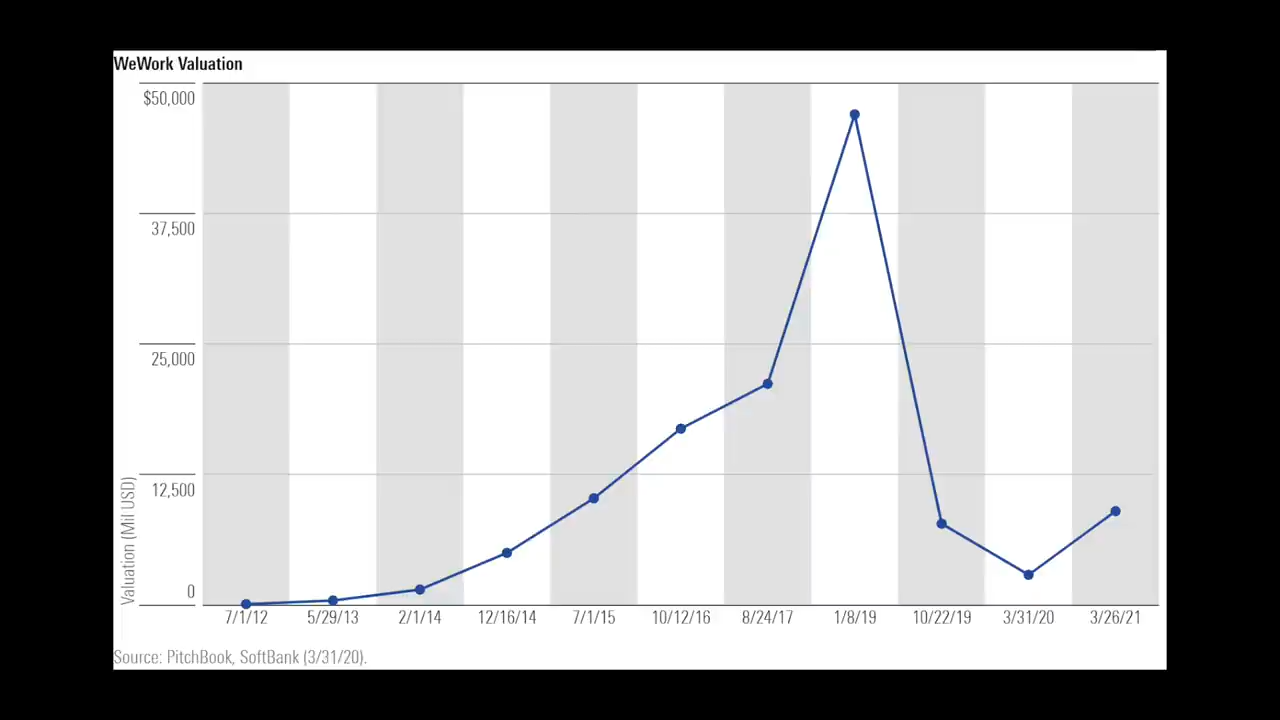 WeWork Valuation
$50,000
37,500
25,000
12,500
0
Valuation (Mil USD)
7/1/12 5/29/13 2/1/14 12/16/14 7/1/15 10/12/16 8/24/17 1/8/19 10/22/19 3/31/20 3/26/21
Source: PitchBook, SoftBank (3/31/20).